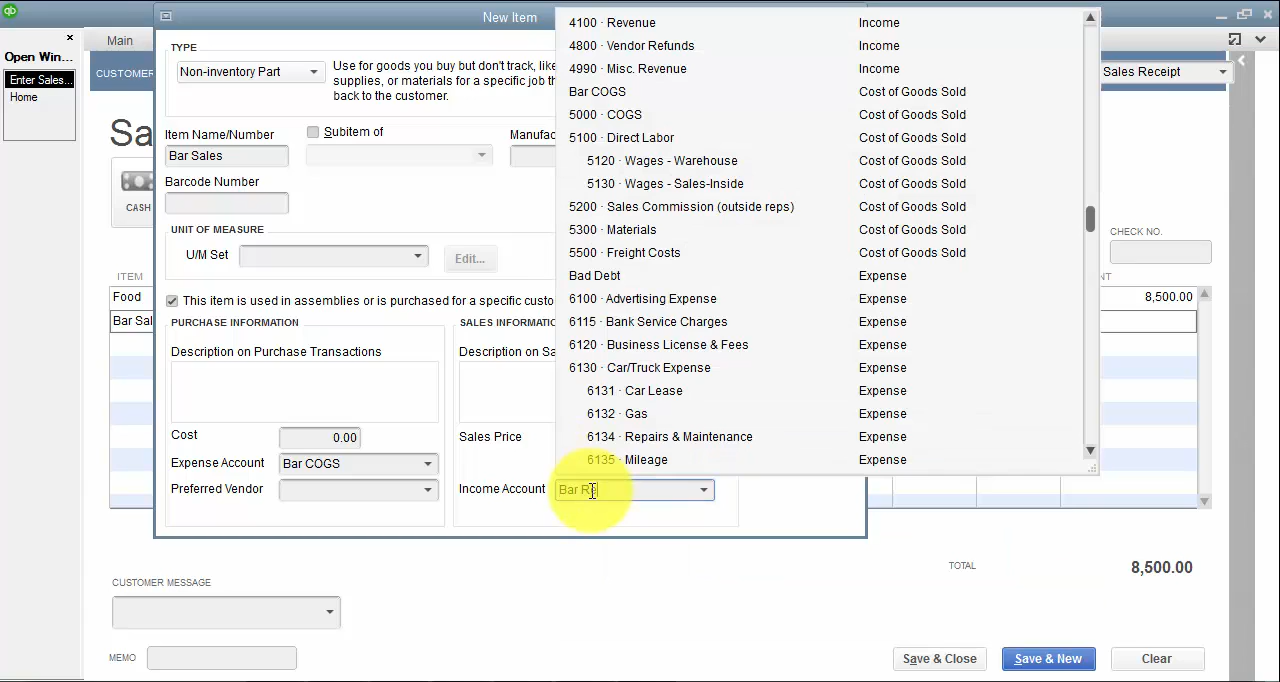 qb
New Item
Open Win...
Enter Sales...
Home
Main
CUSTOMER
Sales Receipt
Sa
CASH
CHECK NO.
ITEM
Food
Bar Sal
NT
8,500.00
TYPE
Non-inventory Part
Use for goods you buy but don't track, like
supplies, or materials for a specific job th
back to the customer.
Item Name/Number
Subitem of
Manufac
Bar Sales
Barcode Number
UNIT OF MEASURE
U/M Set
Edit...
This item is used in assemblies or is purchased for a specific custo
PURCHASE INFORMATION
Description on Purchase Transactions
Cost
0.00
Expense Account
Bar COGS
Preferred Vendor
SALES INFORMATIO
Description on Sa
Sales Price
Income Account
Bar Re
4100 · Revenue Income
4800 · Vendor Refunds Income
4990 · Misc. Revenue Income
Bar COGS Cost of Goods Sold
5000 · COGS Cost of Goods Sold
5100 · Direct Labor Cost of Goods Sold
5120 · Wages - Warehouse Cost of Goods Sold
5130 · Wages - Sales-Inside Cost of Goods Sold
5200 · Sales Commission (outside reps) Cost of Goods Sold
5300 · Materials Cost of Goods Sold
5500 · Freight Costs Cost of Goods Sold
Bad Debt Expense
6100 · Advertising Expense Expense
6115 · Bank Service Charges Expense
6120 · Business License & Fees Expense
6130 · Car/Truck Expense Expense
6131 · Car Lease Expense
6132 · Gas Expense
6134 · Repairs & Maintenance Expense
6135 · Mileage Expense
TOTAL 8,500.00
CUSTOMER MESSAGE
MEMO
Save & Close
Save & New
Clear